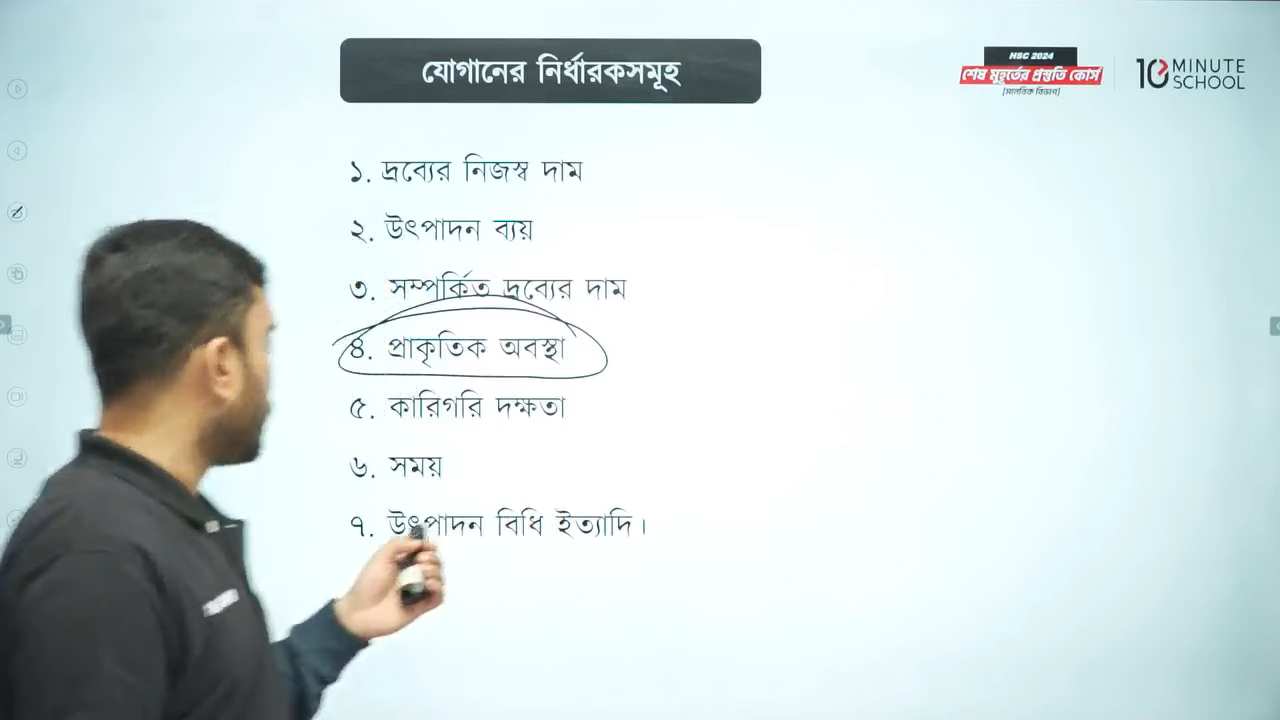 যোগানের নির্ধারকসমূহ
HSC 2024
শেষ মুহূর্তের প্রস্তুতি কোর্স
[মানবিক বিভাগ]
10 MINUTE SCHOOL
১. দ্রব্যের নিজস্ব দাম
২. উৎপাদন ব্যয়
৩. সম্পর্কিত দ্রব্যের দাম
৪. প্রাকৃতিক অবস্থা
৫. কারিগরি দক্ষতা
৬. সময়
৭. উৎপাদন বিধি ইত্যাদি।